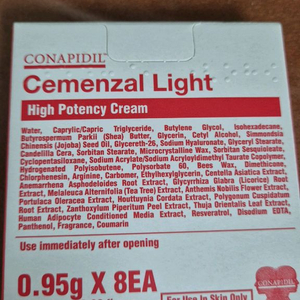 CONAPIDIL™
Cemenzal Light
High Potency Cream
Water, Caprylic/Capric Triglyceride, Butylene Glycol, Isohexadecane,
Butyrospermum Parkii (Shea) Butter, Glycerin, Cetyl Alcohol, Simmondsia
Chinensis (Jojoba) Seed Oil, Glycereth-26, Sodium Hyaluronate, Glyceryl Stearate,
Candelilla Cera, Sorbitan Stearate, Microcrystalline Wax, Sorbitan Sesquioleate,
Cyclopentasiloxane, Sodium Acrylate/Sodium Acryloyldimethyl Taurate Copolymer,
Hydrogenated Polyisobutene, Polysorbate 60, Bees Wax, Dimethicone,
Chlorphenesin, Arginine, Carbomer, Ethylhexylglycerin, Centella Asiatica Extract,
Anemarrhena Asphodeloides Root Extract, Glycyrrhiza Glabra (Licorice) Root
Extract, Melaleuca Alternifolia (Tea Tree) Extract, Anthemis Nobilis Flower Extract,
Portulaca Oleracea Extract, Houttuynia Cordata Extract, Polygonum Cuspidatum
Root Extract, Zanthoxylum Piperitum Peel Extract, Thuja Orientalis Leaf Extract,
Human Adipocyte Conditioned Media Extract, Resveratrol, Disodium EDTA,
Panthenol, Fragrance, Coumarin
Use immediately after opening
0.95g X 8EA
CONAPIDIL
For Use In Salon Only